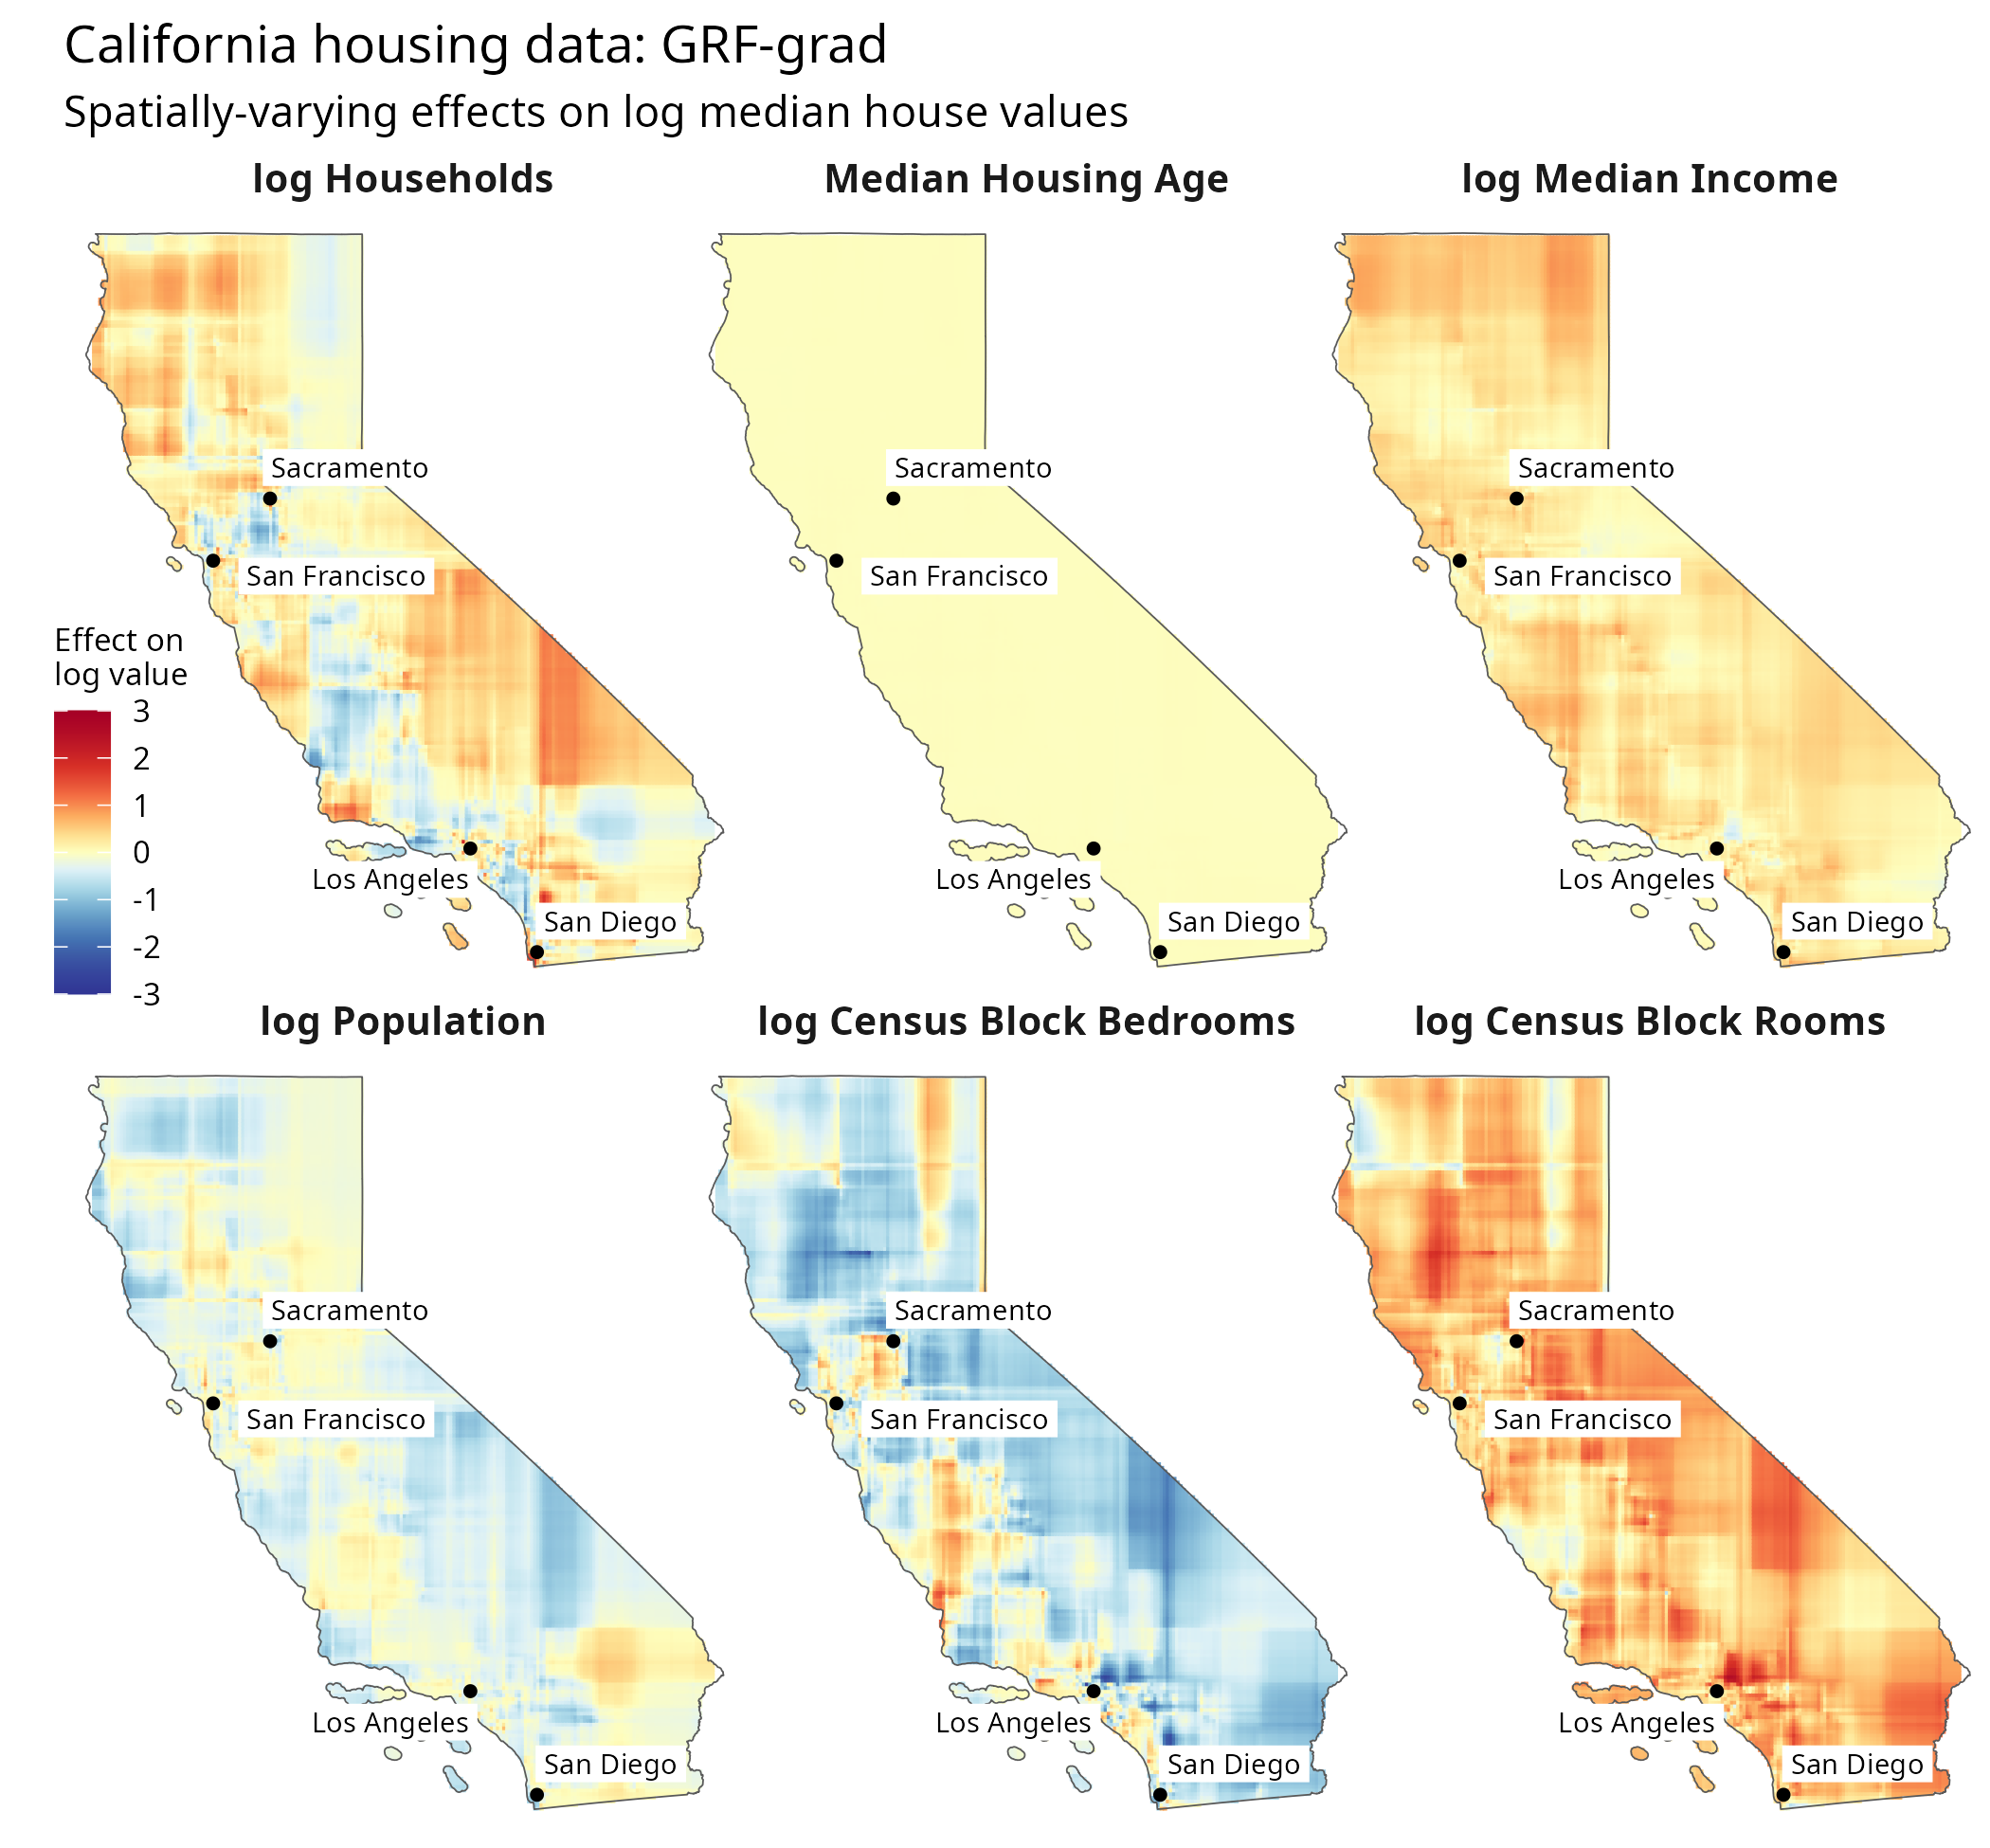 California housing data: GRF-grad
Spatially-varying effects on log median house values
log Households
Median Housing Age
log Median Income
Sacramento
San Francisco
Los Angeles
San Diego
Sacramento
San Francisco
Los Angeles
San Diego
Sacramento
San Francisco
Los Angeles
San Diego
Effect on
log value
3
2
1
0
-1
-2
-3
log Population
log Census Block Bedrooms
log Census Block Rooms
Sacramento
San Francisco
Los Angeles
San Diego
Sacramento
San Francisco
Los Angeles
San Diego
Sacramento
San Francisco
Los Angeles
San Diego